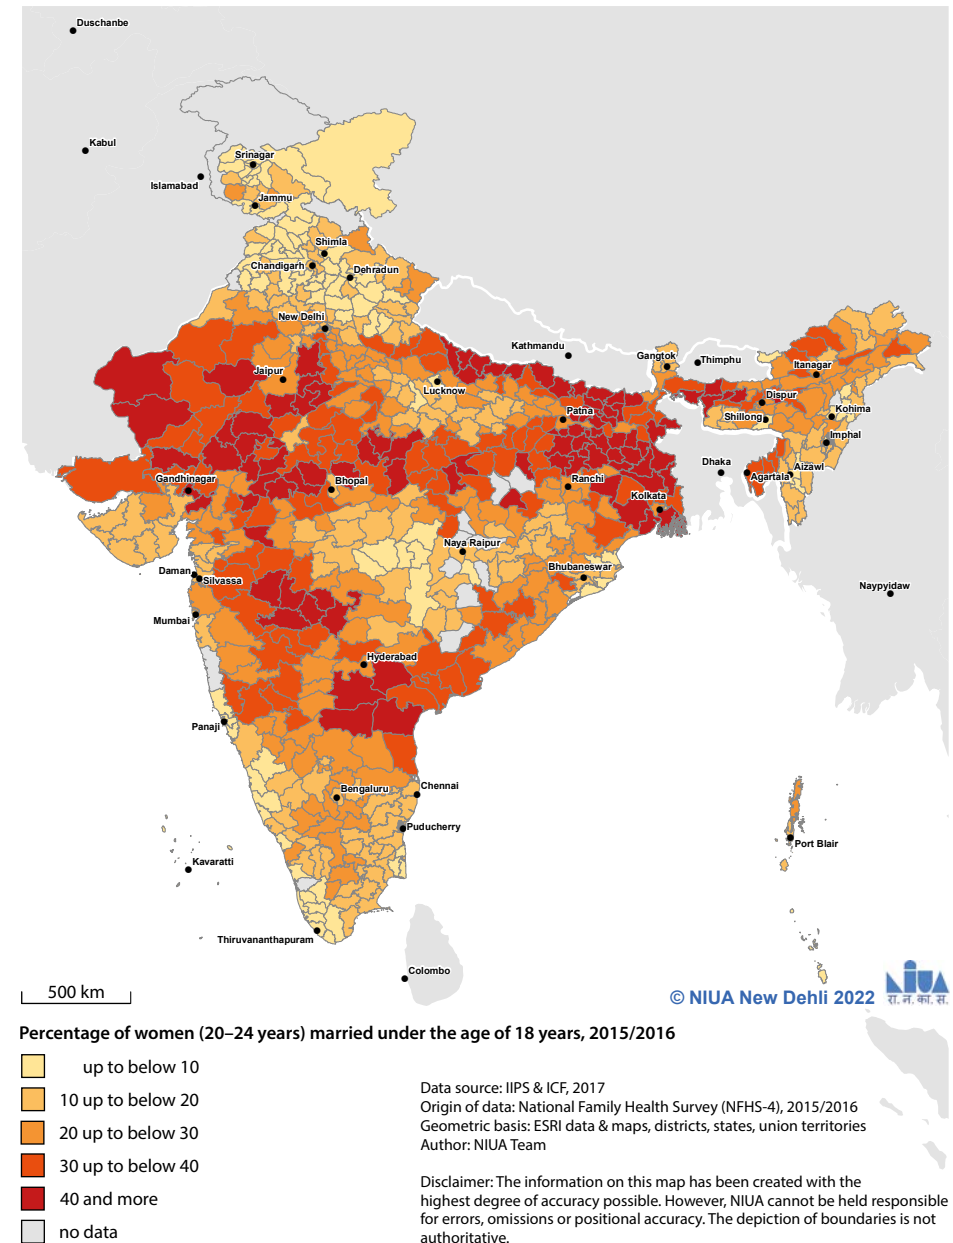 Duschanbe
Kabul
Srinagar
Islamabad
Jammu
Shimla
Chandigarh
Dehradun
New Delhi
Kathmandu
Gangtok
Thimphu
Itanagar
Jaipur
Lucknow
Dispur
Patna
Shillong
Kohima
Imphal
Dhaka
Aizawl
Agartala
Gandhinagar
Bhopal
Ranchi
Kolkata
Naya Raipur
Bhubaneswar
Daman
Silvassa
Naypyidaw
Mumbai
Hyderabad
Panaji
Bengaluru
Chennai
Puducherry
Port Blair
Kavaratti
Thiruvananthapuram
Colombo
500 km
© NIUA New Dehli 2022
NIUA
रा. न. का. सं.
Percentage of women (20–24 years) married under the age of 18 years, 2015/2016
up to below 10
10 up to below 20
20 up to below 30
30 up to below 40
40 and more
no data
Data source: IIPS & ICF, 2017
Origin of data: National Family Health Survey (NFHS-4), 2015/2016
Geometric basis: ESRI data & maps, districts, states, union territories
Author: NIUA Team
Disclaimer: The information on this map has been created with the
highest degree of accuracy possible. However, NIUA cannot be held responsible
for errors, omissions or positional accuracy. The depiction of boundaries is not
authoritative.